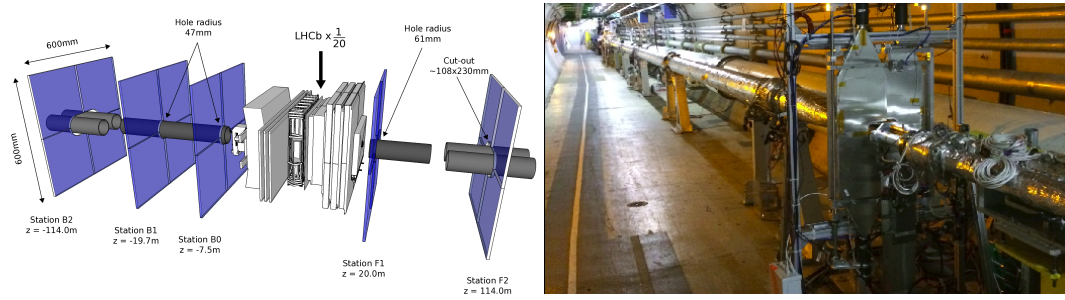 600mm
600mm
Hole radius
47mm
LHCb x 1/20
Hole radius
61mm
Cut-out
~108x230mm
Station B2
z = -114.0m
Station B1
z = -19.7m
Station B0
z = -7.5m
Station F1
z = 20.0m
Station F2
z = 114.0m